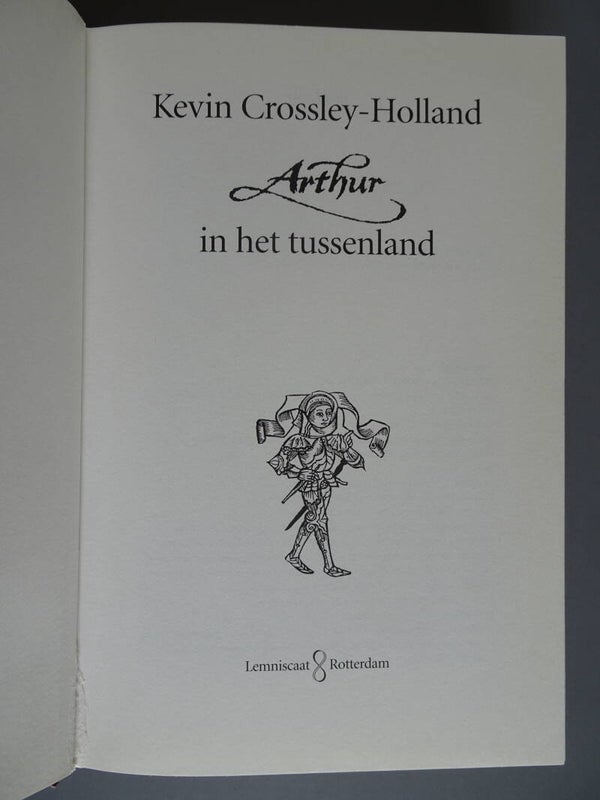 Kevin Crossley-Holland
Arthur
in het tussenland
Lemniscaat Rotterdam